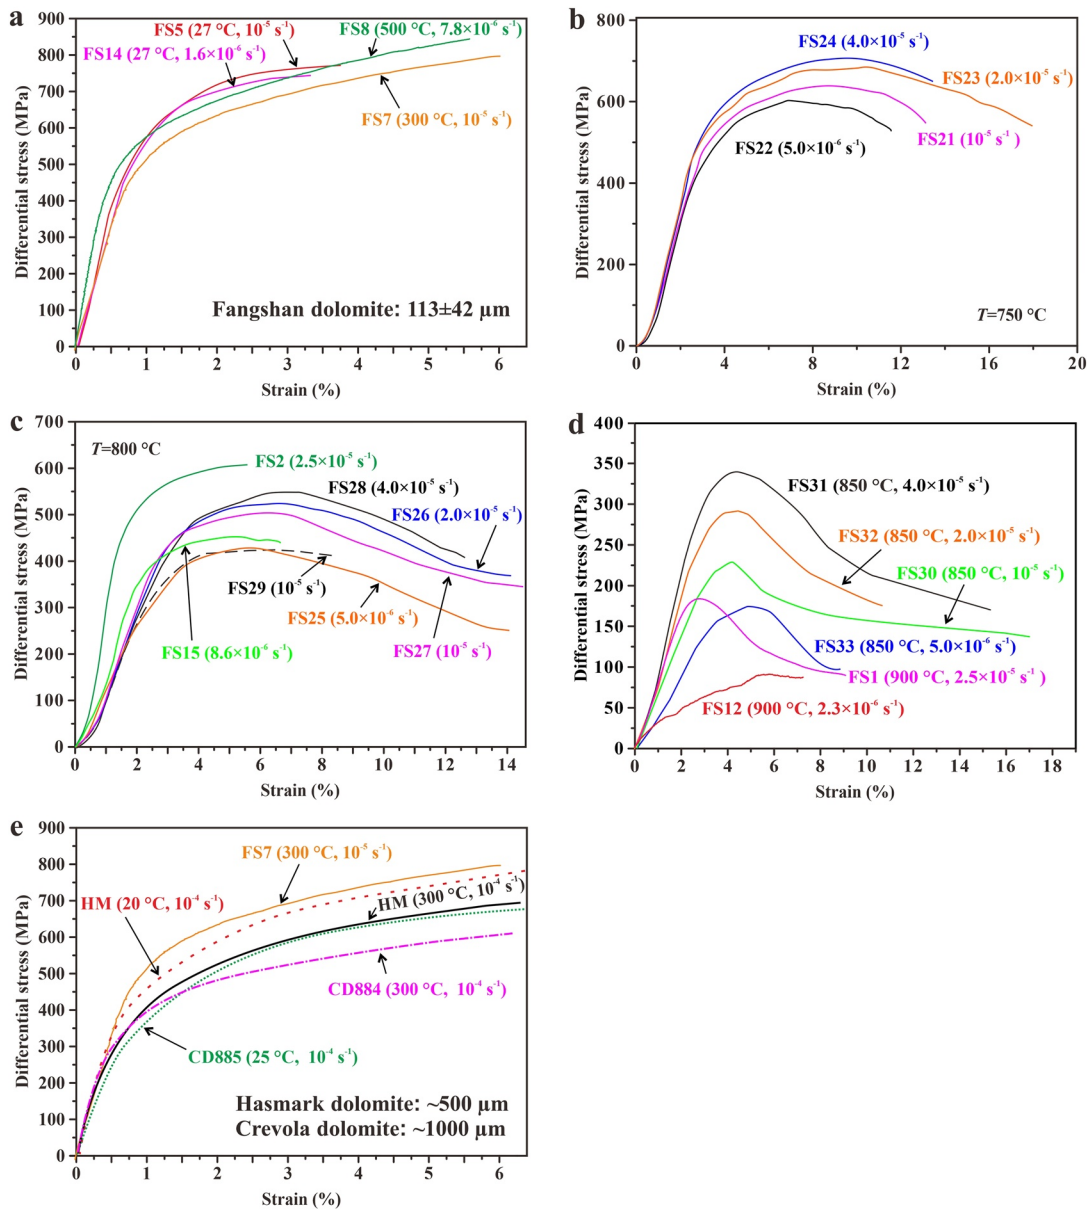 a
FS5 (27 °C, 10⁻⁵ s⁻¹)
FS8 (500 °C, 7.8×10⁻⁶ s⁻¹)
FS14 (27 °C, 1.6×10⁻⁶ s⁻¹)
FS7 (300 °C, 10⁻⁵ s⁻¹)
Fangshan dolomite: 113±42 µm
Differential stress (MPa)
900
800
700
600
500
400
300
200
100
0
0 1 2 3 4 5 6
Strain (%)
b
FS24 (4.0×10⁻⁵ s⁻¹)
FS23 (2.0×10⁻⁵ s⁻¹)
FS21 (10⁻⁵ s⁻¹ )
FS22 (5.0×10⁻⁶ s⁻¹)
T=750 °C
Differential stress (MPa)
800
600
400
200
0
0 4 8 12 16 20
Strain (%)
c
T=800 °C
FS2 (2.5×10⁻⁵ s⁻¹)
FS28 (4.0×10⁻⁵ s⁻¹)
FS26 (2.0×10⁻⁵ s⁻¹)
FS29 (10⁻⁵ s⁻¹)
FS25 (5.0×10⁻⁶ s⁻¹)
FS15 (8.6×10⁻⁶ s⁻¹)
FS27 (10⁻⁵ s⁻¹)
Differential stress (MPa)
700
600
500
400
300
200
100
0
0 2 4 6 8 10 12 14
Strain (%)
d
FS31 (850 °C, 4.0×10⁻⁵ s⁻¹)
FS32 (850 °C, 2.0×10⁻⁵ s⁻¹)
FS30 (850 °C, 10⁻⁵ s⁻¹)
FS33 (850 °C, 5.0×10⁻⁶ s⁻¹)
FS1 (900 °C, 2.5×10⁻⁵ s⁻¹ )
FS12 (900 °C, 2.3×10⁻⁶ s⁻¹)
Differential stress (MPa)
400
350
300
250
200
150
100
50
0
0 2 4 6 8 10 12 14 16 18
Strain (%)
e
FS7 (300 °C, 10⁻⁵ s⁻¹)
HM (20 °C, 10⁻⁴ s⁻¹)
HM (300 °C, 10⁻⁴ s⁻¹)
CD884 (300 °C, 10⁻⁴ s⁻¹)
CD885 (25 °C, 10⁻⁴ s⁻¹)
Hasmark dolomite: ~500 µm
Crevola dolomite: ~1000 µm
Differential stress (MPa)
900
800
700
600
500
400
300
200
100
0
0 1 2 3 4 5 6
Strain (%)